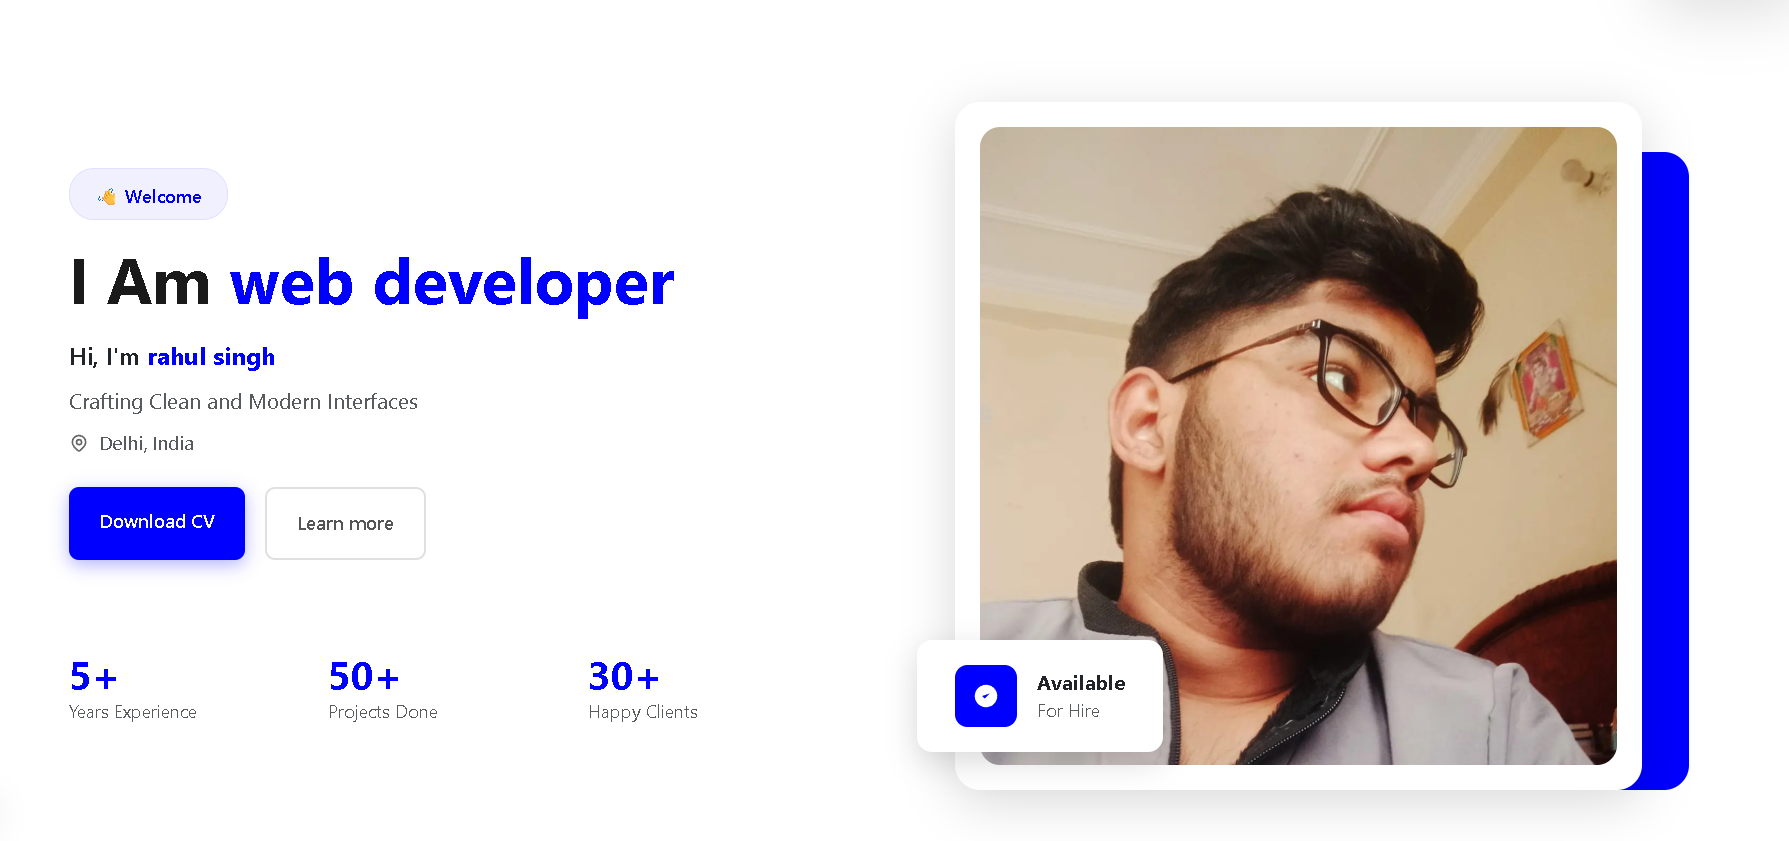 Welcome
I Am web developer
Hi, I'm rahul singh
Crafting Clean and Modern Interfaces
Delhi, India
Download CV
Learn more
5+
Years Experience
50+
Projects Done
30+
Happy Clients
Available
For Hire